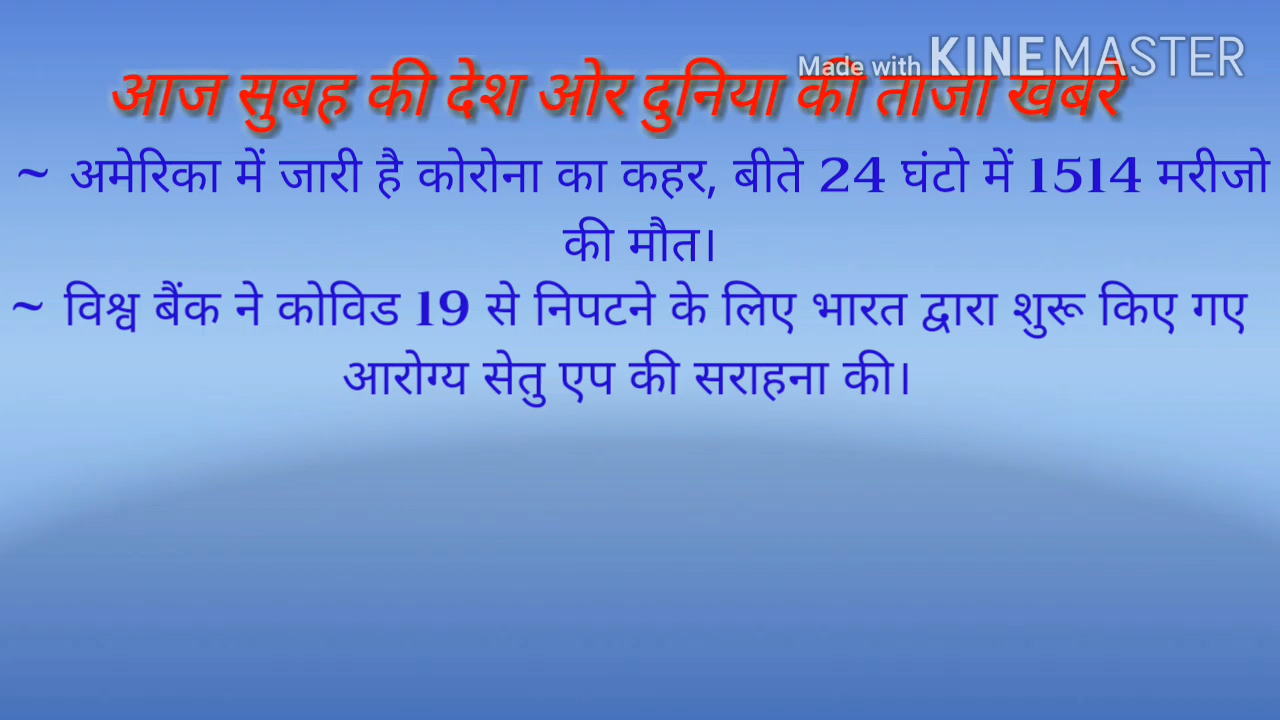 Made with KINEMASTER
आज सुबह की देश ओर दुनिया की ताजा खबरे
~ अमेरिका में जारी है कोरोना का कहर, बीते 24 घंटो में 1514 मरीजो
की मौत।
~ विश्व बैंक ने कोविड 19 से निपटने के लिए भारत द्वारा शुरू किए गए
आरोग्य सेतु एप की सराहना की।